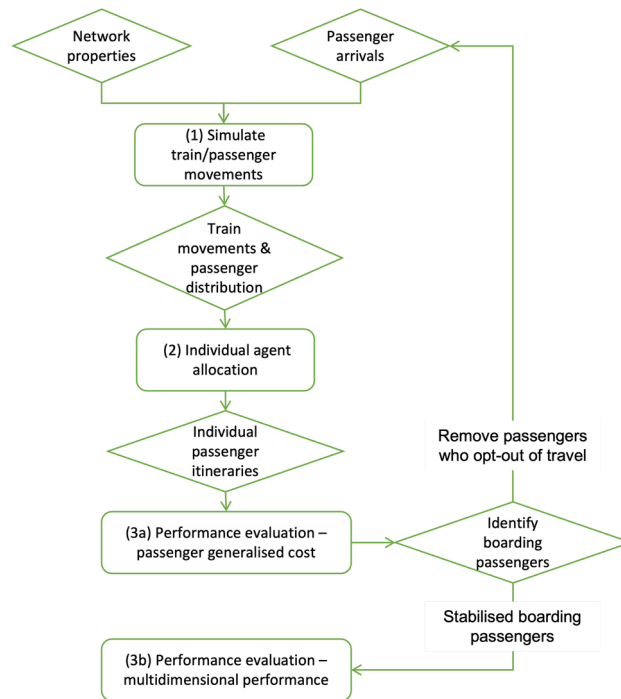 Network
properties
Passenger
arrivals
(1) Simulate
train/passenger
movements
Train
movements &
passenger
distribution
(2) Individual agent
allocation
Individual
passenger
itineraries
Remove passengers
who opt-out of travel
(3a) Performance evaluation –
passenger generalised cost
Identify
boarding
passengers
Stabilised boarding
passengers
(3b) Performance evaluation –
multidimensional performance